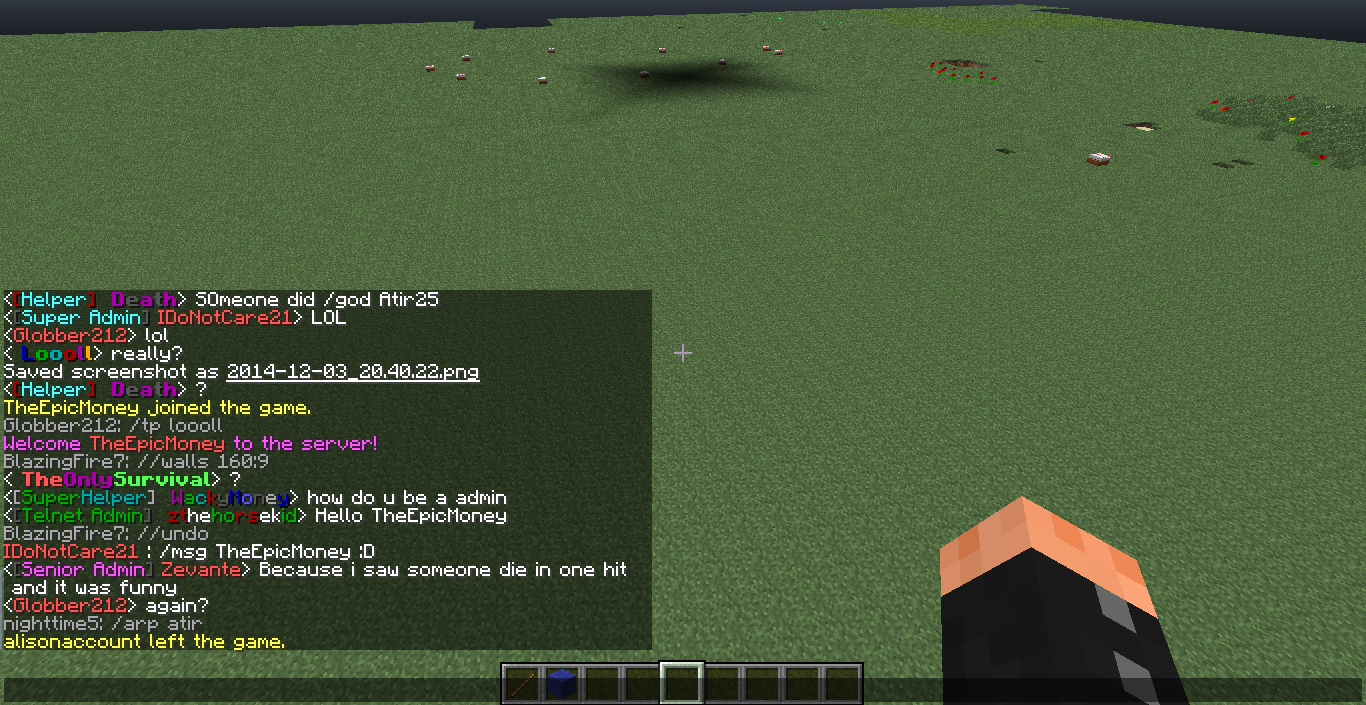 <[Helper] Death> SOmeone did /god Atir25
<[Super Admin] IDoNotCare21> LOL
<Globber212> lol
< Loooll> really?
Saved screenshot as 2014-12-03_20.40.22.png
<[Helper] Death> ?
TheEpicMoney joined the game.
Globber212: /tp loooll
Welcome TheEpicMoney to the server!
BlazingFire7: //walls 160:9
< TheOnlySurvival> ?
<[SuperHelper] WackyMoney> how do u be a admin
<[Telnet Admin] zthehorsekid> Hello TheEpicMoney
BlazingFire7: //undo
IDoNotCare21 : /msg TheEpicMoney :D
<[Senior Admin] Zevante> Because i saw someone die in one hit
and it was funny
<Globber212> again?
nighttime5: /arp atir
alisonaccount left the game.